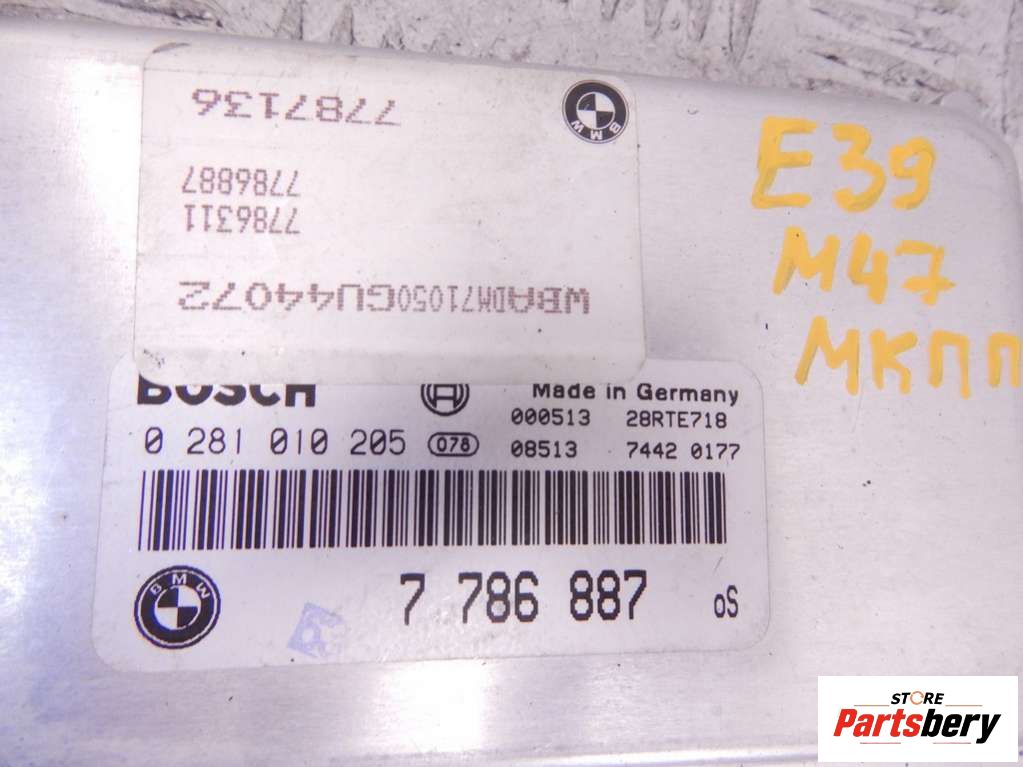 7787136
BMW
7786887
7786311
WBADM71050GU44072
E39
M47
МКПП
BOSCH
Made in Germany
000513 28RTE718
0 281 010 205 078
08513 7442 0177
BMW
7 786 887 oS
STORE
Partsbery